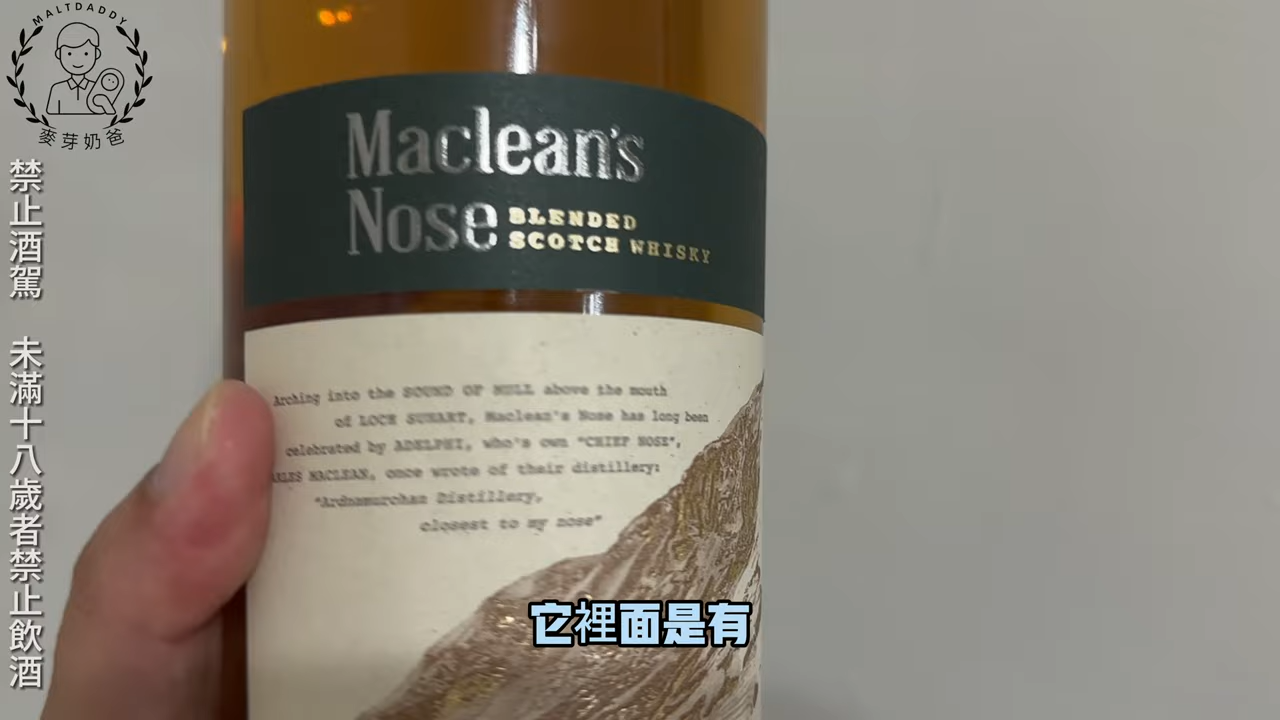 MALTDADDY
麥芽奶爸
禁止酒駕 未滿十八歲者禁止飲酒
Maclean's
Nose BLENDED
SCOTCH WHISKY
Arching into the SOUND OF MULL above the mouth
of LOCH SUNART, Maclean's Nose has long been
celebrated by ADELPHI, who's own "CHIEF NOSE",
MACLEAN, once wrote of their distillery:
"Ardnamurchan Distillery,
closest to my nose"
它裡面是有